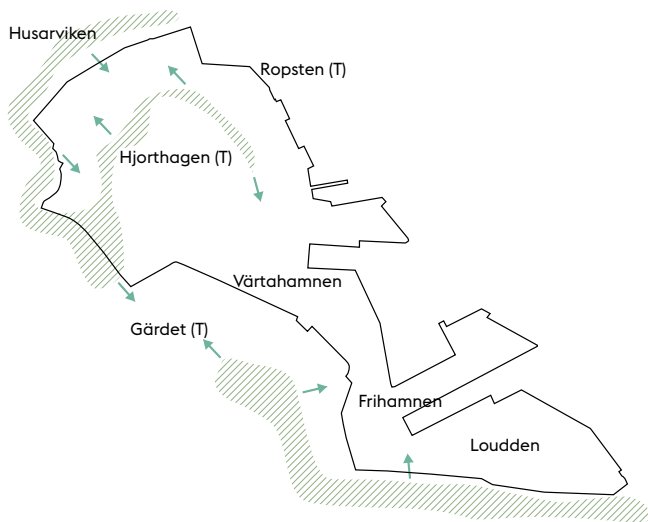 Husarviken
Ropsten (T)
Hjorthagen (T)
Värtahamnen
Gärdet (T)
Frihamnen
Loudden